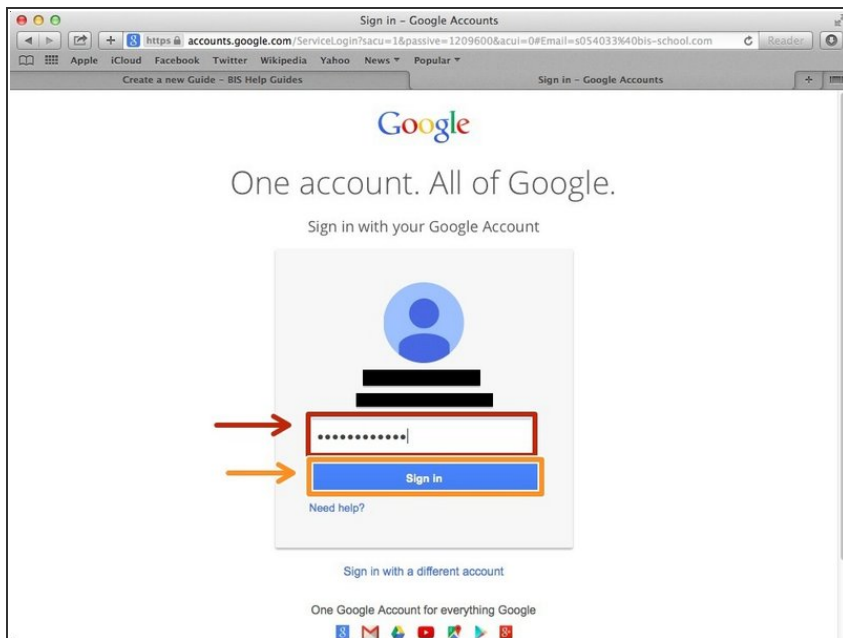 Sign in – Google Accounts
https accounts.google.com/ServiceLogin?sacu=1&passive=1209600&acui=0#Email=s054033%40bis-school.com Reader
Apple iCloud Facebook Twitter Wikipedia Yahoo News Popular
Create a new Guide – BIS Help Guides Sign in – Google Accounts
Google
One account. All of Google.
Sign in with your Google Account
Sign in
Need help?
Sign in with a different account
One Google Account for everything Google